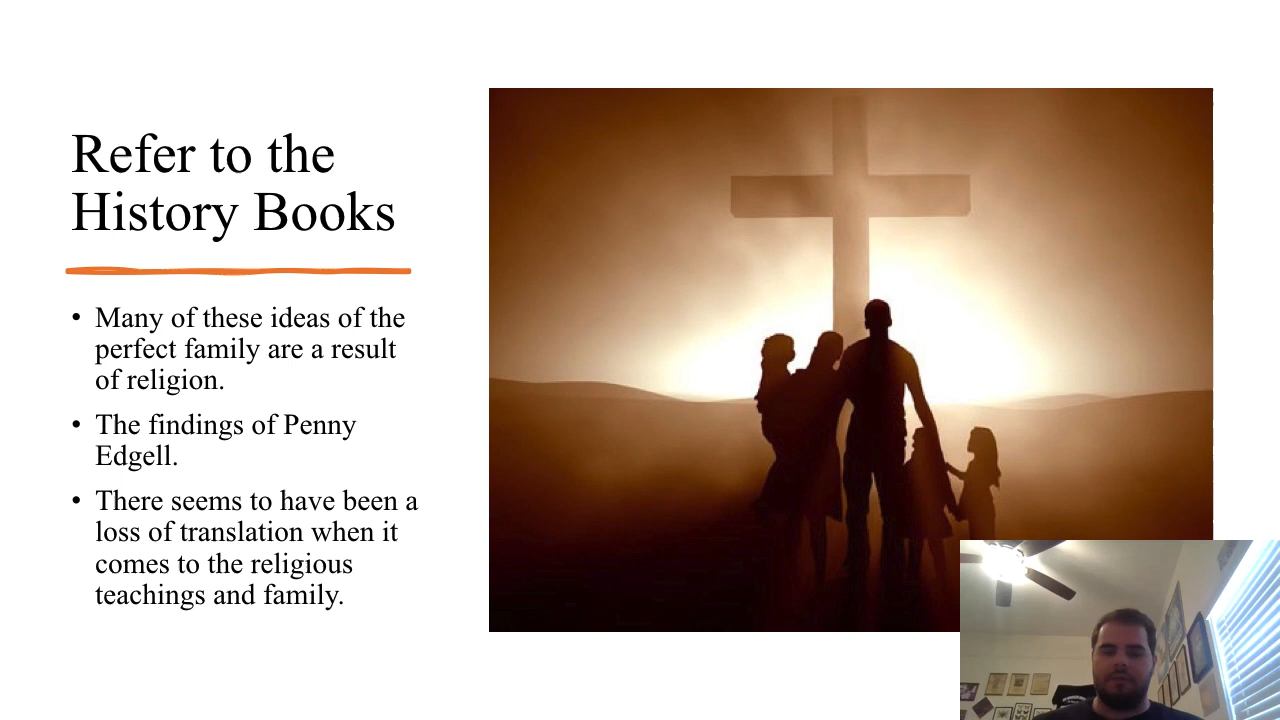 Refer to the
History Books
• Many of these ideas of the
perfect family are a result
of religion.
• The findings of Penny
Edgell.
• There seems to have been a
loss of translation when it
comes to the religious
teachings and family.